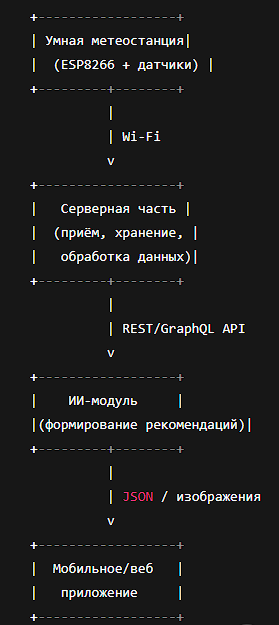 +------------------+
| Умная метеостанция|
| (ESP8266 + датчики) |
+---------+--------+
|
| Wi-Fi
v
+------------------+
| Серверная часть |
| (приём, хранение, |
| обработка данных)|
+---------+--------+
|
| REST/GraphQL API
v
+------------------+
| ИИ-модуль |
|(формирование рекомендаций)|
+---------+--------+
|
| JSON / изображения
v
+------------------+
| Мобильное/веб |
| приложение |
+------------------+